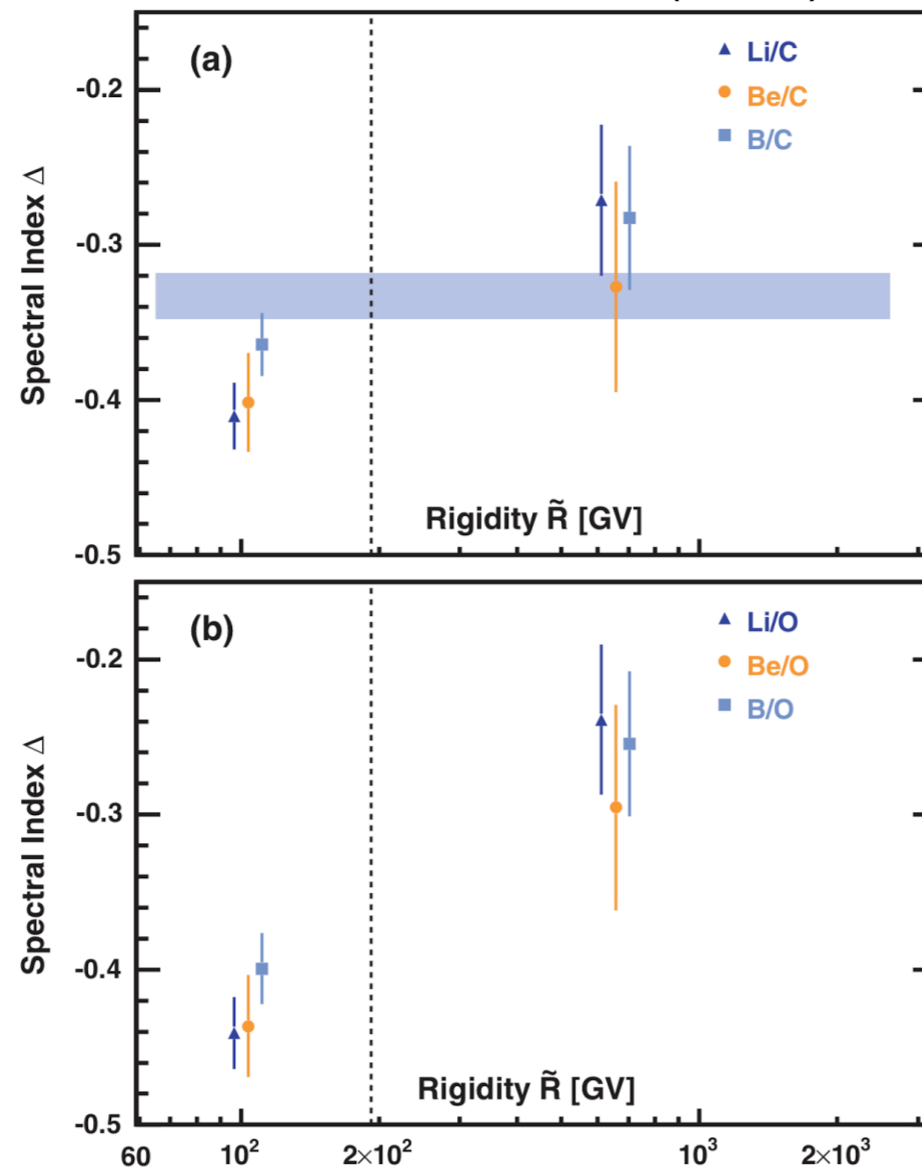 (a)
Li/C
Be/C
B/C
Spectral Index Δ
-0.2
-0.3
-0.4
-0.5
Rigidity R̃ [GV]
(b)
Li/O
Be/O
B/O
Spectral Index Δ
-0.2
-0.3
-0.4
-0.5
Rigidity R̃ [GV]
60 10² 2×10² 10³ 2×10³